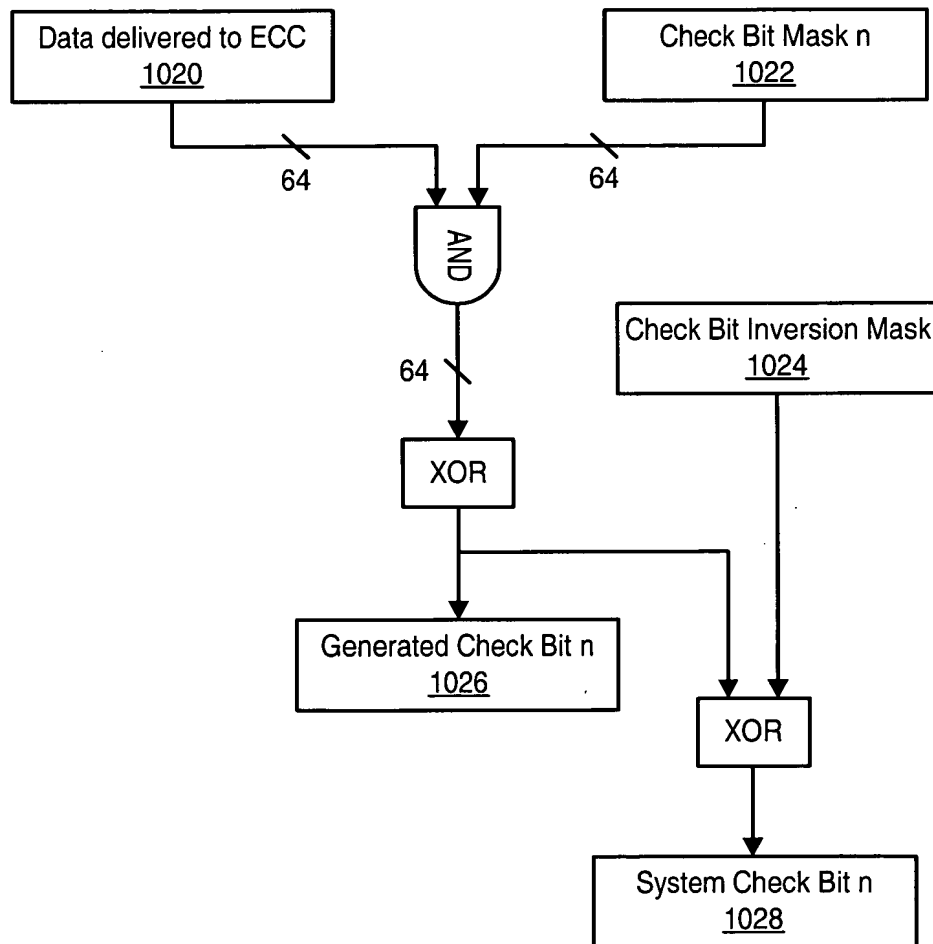 Data delivered to ECC
1020
Check Bit Mask n
1022
64
64
AND
Check Bit Inversion Mask
1024
64
XOR
Generated Check Bit n
1026
XOR
System Check Bit n
1028